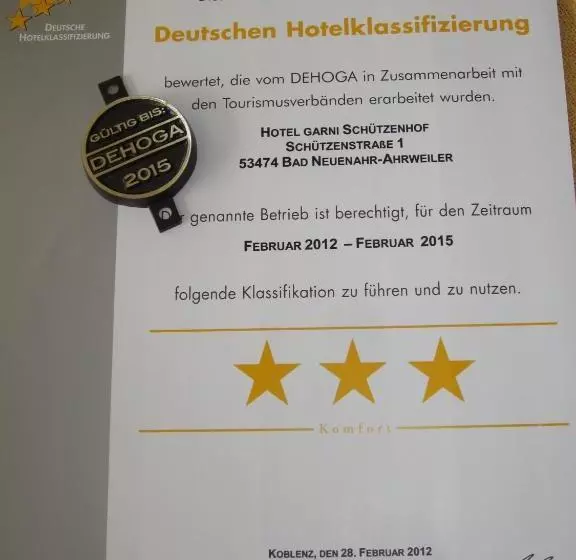 DEUTSCHE
HOTELKLASSIFIZIERUNG
Deutschen Hotelklassifizierung
bewertet, die vom DEHOGA in Zusammenarbeit mit
den Tourismusverbänden erarbeitet wurden.
HOTEL GARNI SCHÜTZENHOF
SCHÜTZENSTRAßE 1
53474 BAD NEUENAHR-AHRWEILER
GÜLTIG BIS:
DEHOGA
2015
Der genannte Betrieb ist berechtigt, für den Zeitraum
FEBRUAR 2012 – FEBRUAR 2015
folgende Klassifikation zu führen und zu nutzen.
Komfort
KOBLENZ, DEN 28. FEBRUAR 2012